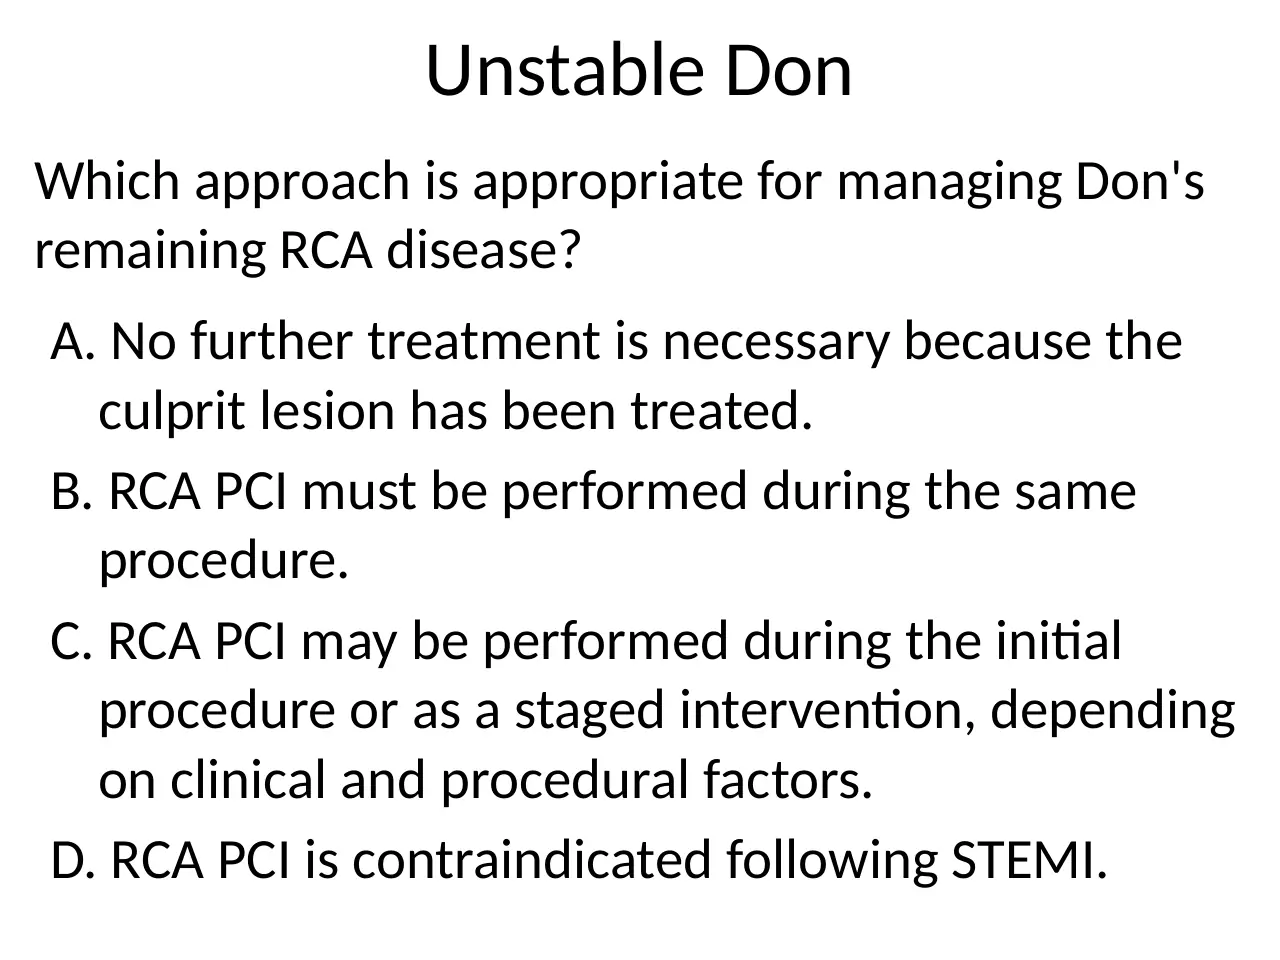 Unstable Don
Which approach is appropriate for managing Don's
remaining RCA disease?
A. No further treatment is necessary because the
culprit lesion has been treated.
B. RCA PCI must be performed during the same
procedure.
C. RCA PCI may be performed during the initial
procedure or as a staged intervention, depending
on clinical and procedural factors.
D. RCA PCI is contraindicated following STEMI.